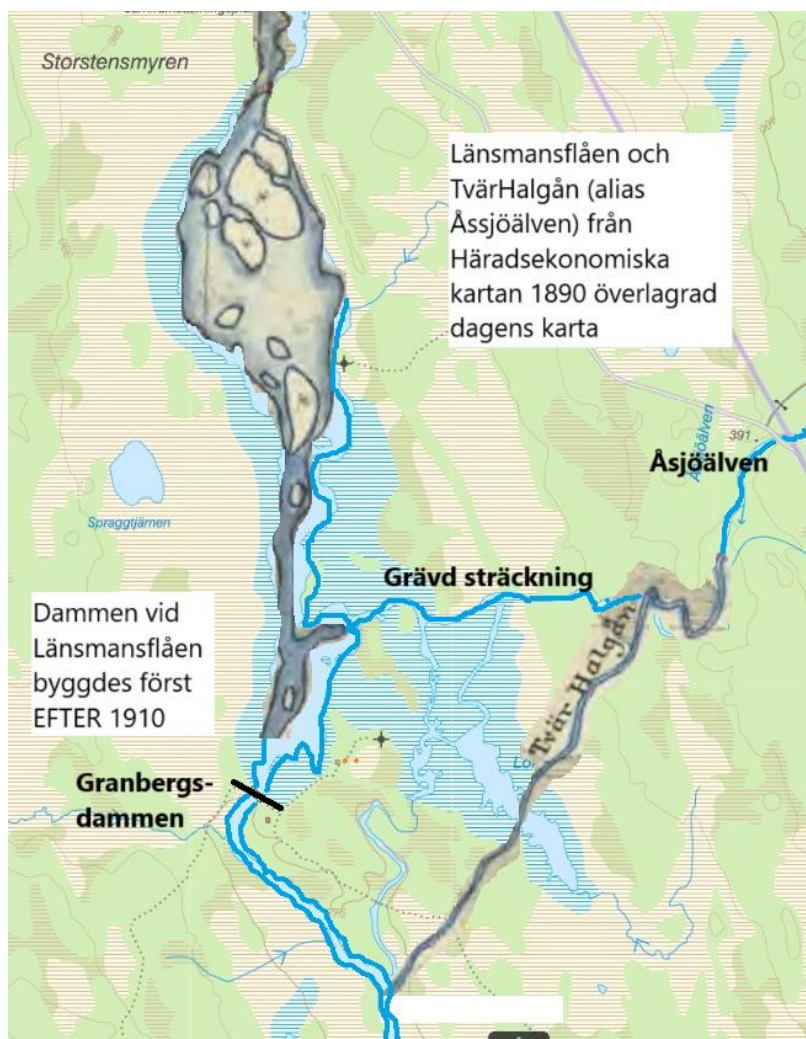 Storstensmyren
Länsmansflåen och
TvärHalgån (alias
Åssjöälven) från
Häradsekonomiska
kartan 1890 överlagrad
dagens karta
391
Åsjöälven
Åsjöälven
Spraggtjärnen
Grävd sträckning
Tvär Halgån
Dammen vid
Länsmansflåen
byggdes först
EFTER 1910
Granbergs-
dammen